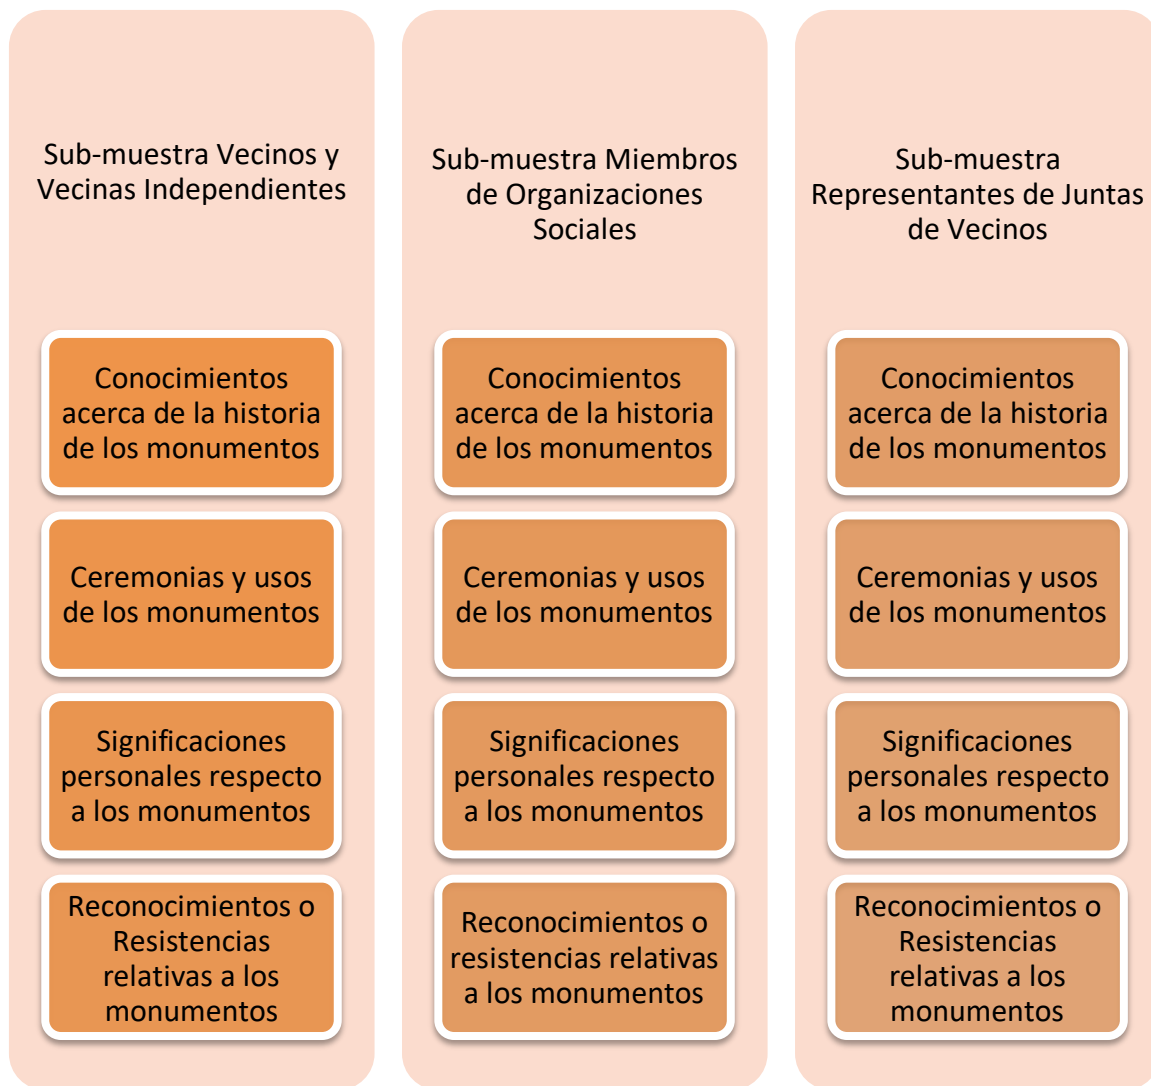 Sub-muestra Vecinos y
Vecinas Independientes
Conocimientos
acerca de la historia
de los monumentos
Ceremonias y usos
de los monumentos
Significaciones
personales respecto
a los monumentos
Reconocimientos o
Resistencias
relativas a los
monumentos
Sub-muestra Miembros
de Organizaciones
Sociales
Conocimientos
acerca de la historia
de los monumentos
Ceremonias y usos
de los monumentos
Significaciones
personales respecto
a los monumentos
Reconocimientos o
resistencias relativas
a los monumentos
Sub-muestra
Representantes de Juntas
de Vecinos
Conocimientos
acerca de la historia
de los monumentos
Ceremonias y usos
de los monumentos
Significaciones
personales respecto
a los monumentos
Reconocimientos o
Resistencias
relativas a los
monumentos